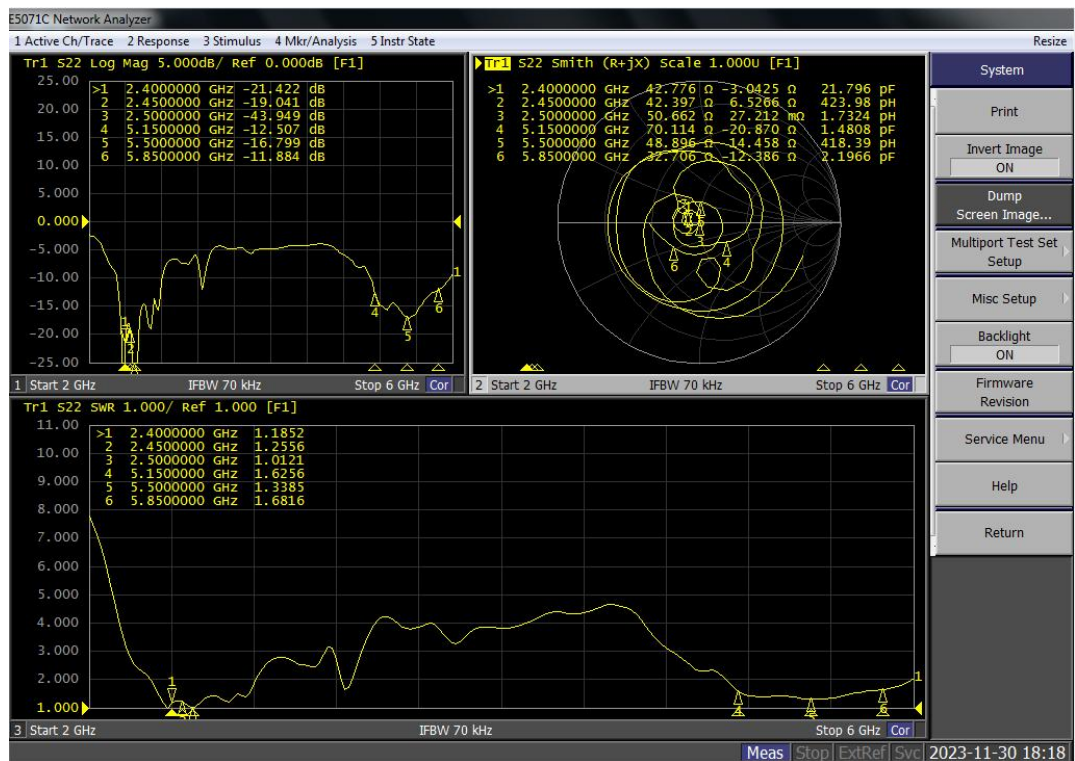 E5071C Network Analyzer
1 Active Ch/Trace 2 Response 3 Stimulus 4 Mkr/Analysis 5 Instr State Resize
Tr1 S22 Log Mag 5.000dB/ Ref 0.000dB [F1]
25.00
20.00
15.00
10.00
5.000
0.000
-5.000
-10.00
-15.00
-20.00
-25.00
>1 2.4000000 GHz -21.422 dB
2 2.4500000 GHz -19.041 dB
3 2.5000000 GHz -43.949 dB
4 5.1500000 GHz -12.507 dB
5 5.5000000 GHz -16.799 dB
6 5.8500000 GHz -11.884 dB
1
2
4
5
6
1
1 Start 2 GHz IFBW 70 kHz Stop 6 GHz Cor
Tr1 S22 Smith (R+jX) Scale 1.000U [F1]
>1 2.4000000 GHz 42.776 Ω -3.0425 Ω 21.796 pF
2 2.4500000 GHz 42.397 Ω 6.5266 Ω 423.98 pH
3 2.5000000 GHz 50.662 Ω 27.212 mΩ 1.7324 pH
4 5.1500000 GHz 70.114 Ω -20.870 Ω 1.4808 pF
5 5.5000000 GHz 48.896 Ω 14.458 Ω 418.39 pH
6 5.8500000 GHz 32.706 Ω -12.386 Ω 2.1966 pF
3
4
6
2 Start 2 GHz IFBW 70 kHz Stop 6 GHz Cor
Tr1 S22 SWR 1.000/ Ref 1.000 [F1]
11.00
10.00
9.000
8.000
7.000
6.000
5.000
4.000
3.000
2.000
1.000
>1 2.4000000 GHz 1.1852
2 2.4500000 GHz 1.2556
3 2.5000000 GHz 1.0121
4 5.1500000 GHz 1.6256
5 5.5000000 GHz 1.3385
6 5.8500000 GHz 1.6816
1
4
5
6
1
3 Start 2 GHz IFBW 70 kHz Stop 6 GHz Cor
System
Print
Invert Image
ON
Dump
Screen Image...
Multiport Test Set
Setup
Misc Setup
Backlight
ON
Firmware
Revision
Service Menu
Help
Return
Meas Stop ExtRef Svc 2023-11-30 18:18